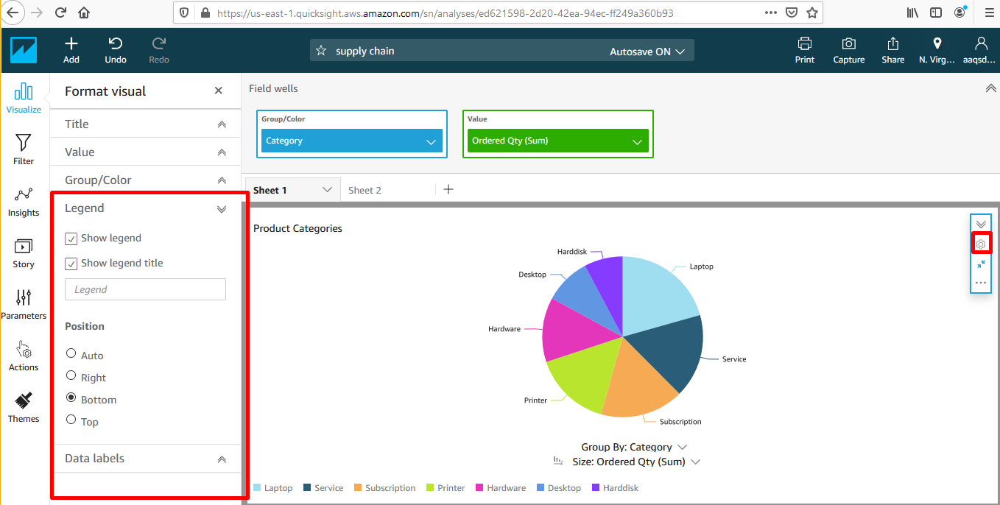 https://us-east-1.quicksight.aws.amazon.com/sn/analyses/ed621598-2d20-42ea-94ec-ff249a360b93
Add
Undo
Redo
supply chain
Autosave ON
Print
Capture
Share
N. Virg...
aaqsd...
Visualize
Filter
Insights
Story
Parameters
Actions
Themes
Format visual
Title
Value
Group/Color
Legend
Show legend
Show legend title
Legend
Position
Auto
Right
Bottom
Top
Data labels
Field wells
Group/Color
Category
Value
Ordered Qty (Sum)
Sheet 1
Sheet 2
Product Categories
Harddisk
Laptop
Desktop
Hardware
Service
Printer
Subscription
Group By: Category
Size: Ordered Qty (Sum)
Laptop
Service
Subscription
Printer
Hardware
Desktop
Harddisk